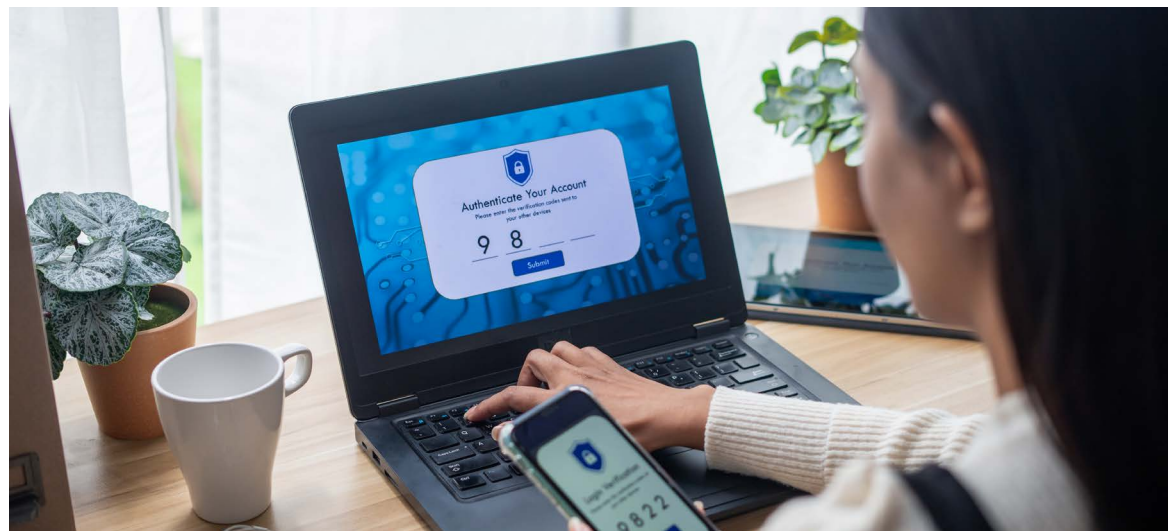 Authenticate Your Account
Please enter the verification codes sent to
your other devices
9 8
Submit
Login Verification
9822